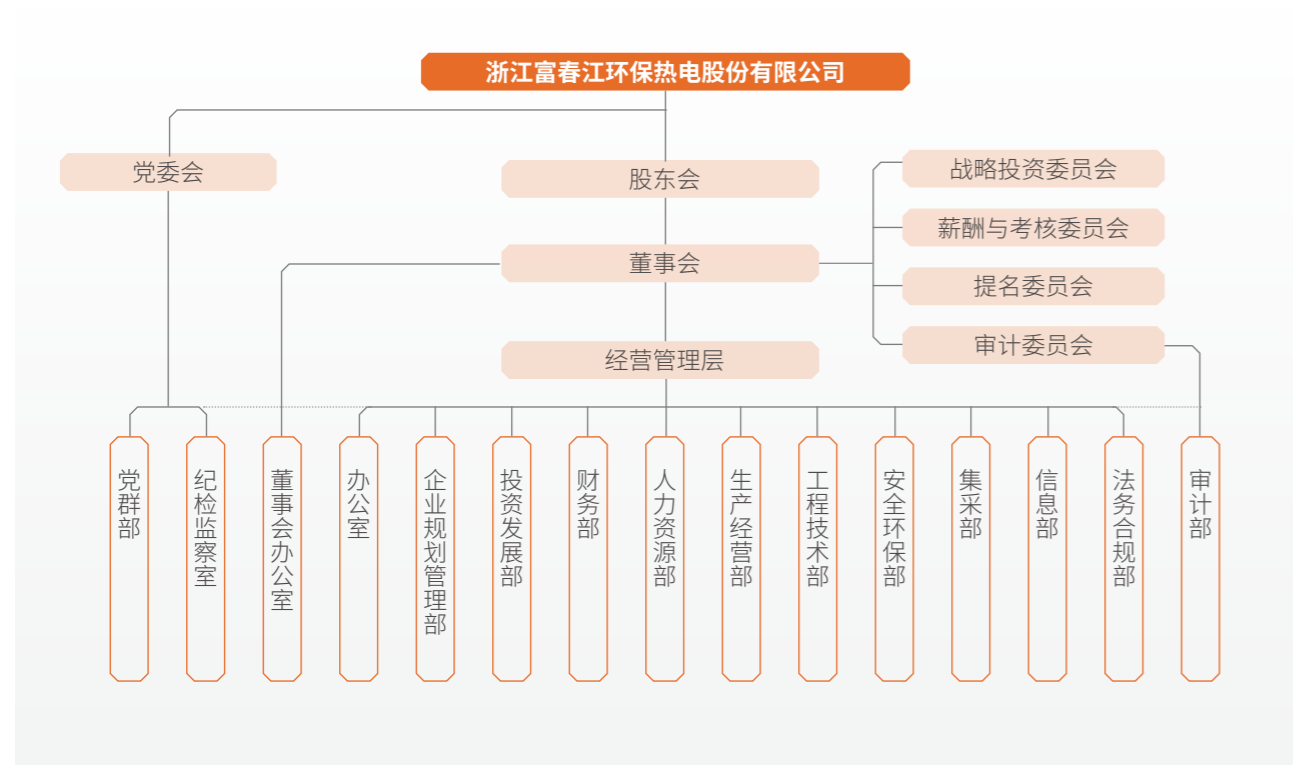 浙江富春江环保热电股份有限公司
党委会
股东会
董事会
经营管理层
战略投资委员会
薪酬与考核委员会
提名委员会
审计委员会
党群部
纪检监察室
董事会办公室
办公室
企业规划管理部
投资发展部
财务部
人力资源部
生产经营部
工程技术部
安全环保部
集采部
信息部
法务合规部
审计部